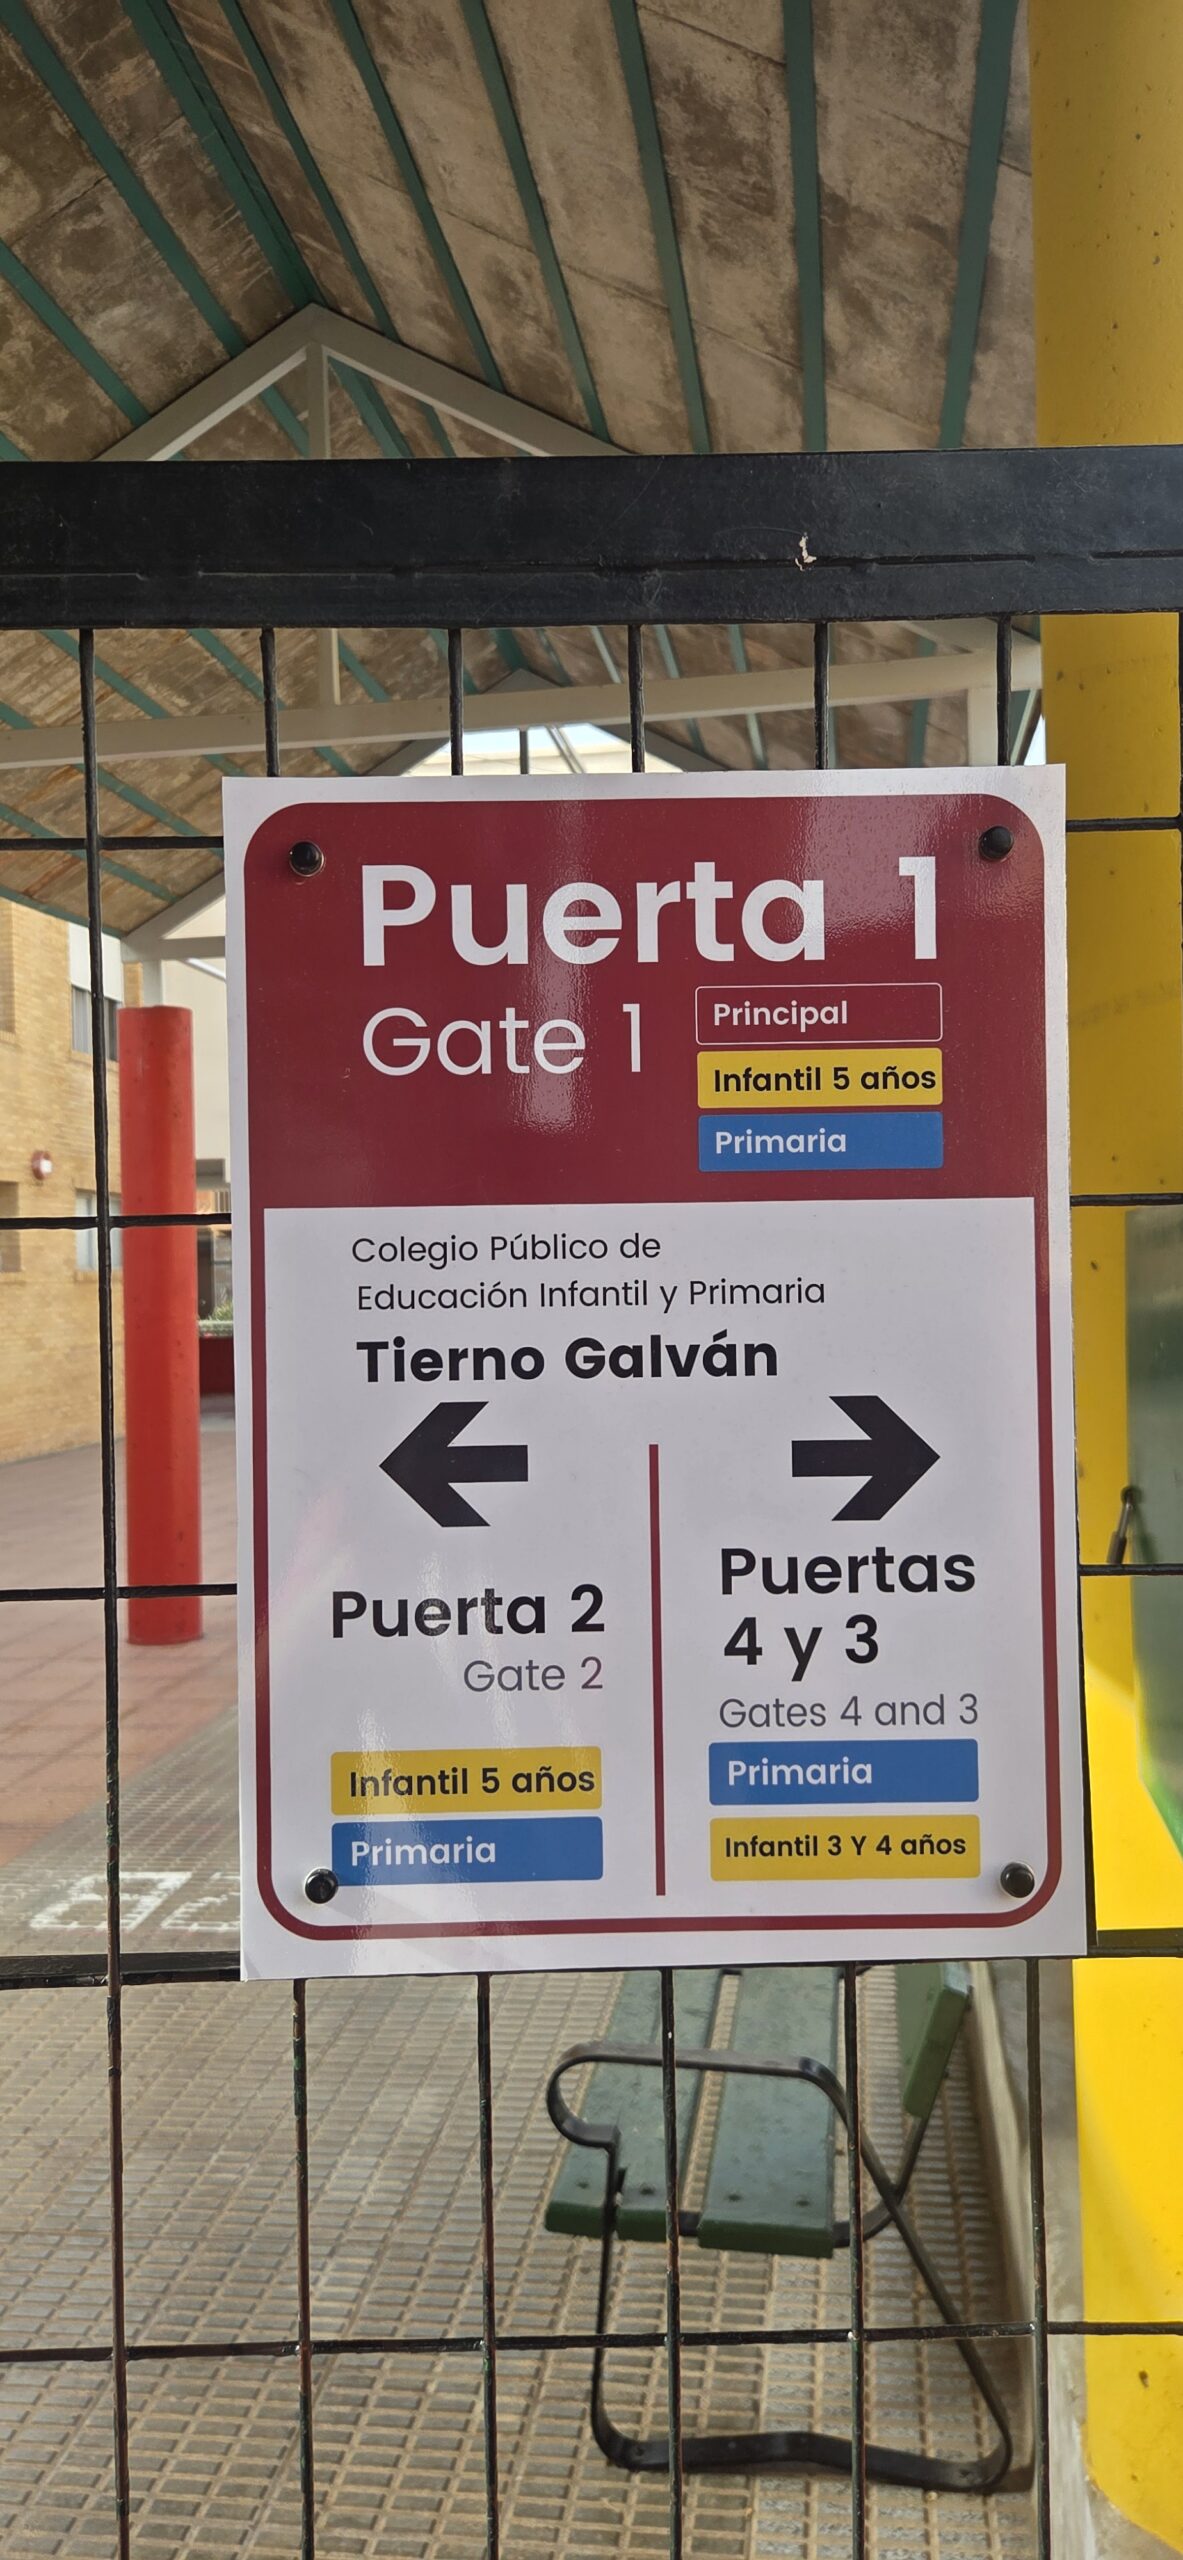 Puerta 1
Gate 1
Principal
Infantil 5 años
Primaria
Colegio Público de
Educación Infantil y Primaria
Tierno Galván
Puerta 2
Gate 2
Infantil 5 años
Primaria
Puertas
4 y 3
Gates 4 and 3
Primaria
Infantil 3 Y 4 años